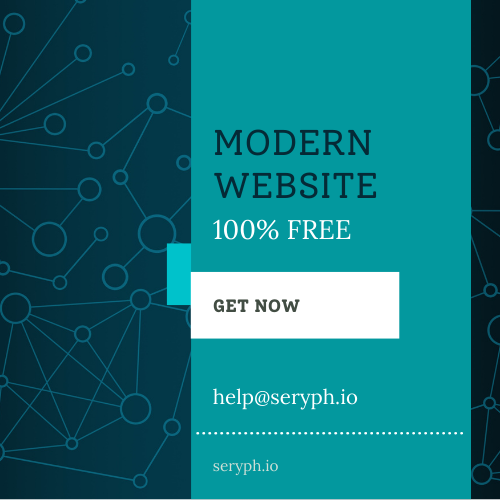 MODERN
WEBSITE
100% FREE
GET NOW
help@seryph.io
seryph.io